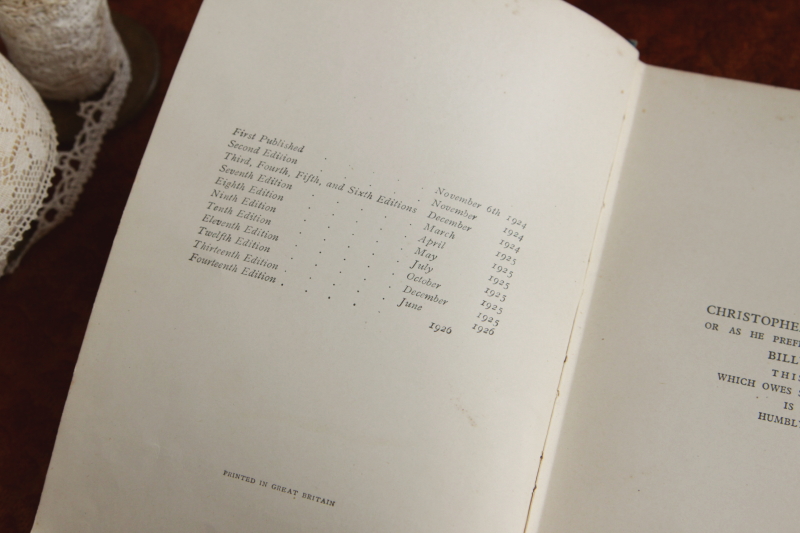 First Published . . . November 6th 1924
Second Edition . . . November 1924
Third, Fourth, Fifth, and Sixth Editions December 1924
Seventh Edition . . . March 1925
Eighth Edition . . . April 1925
Ninth Edition . . . May 1925
Tenth Edition . . . July 1925
Eleventh Edition . . . October 1925
Twelfth Edition . . . December 1925
Thirteenth Edition . . . June 1926
Fourteenth Edition . . . 1926
PRINTED IN GREAT BRITAIN
CHRISTOPHE
OR AS HE PREF
BILL
THI
WHICH OWES
IS
HUMBL